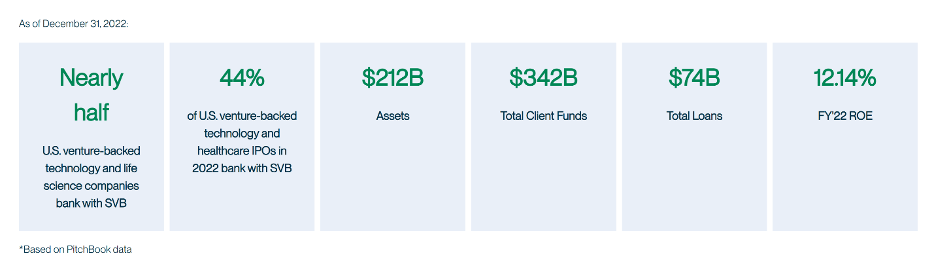 As of December 31, 2022:
Nearly
half
U.S. venture-backed
technology and life
science companies
bank with SVB
44%
of U.S. venture-backed
technology and
healthcare IPOs in
2022 bank with SVB
$212B
Assets
$342B
Total Client Funds
$74B
Total Loans
12.14%
FY'22 ROE
*Based on PitchBook data